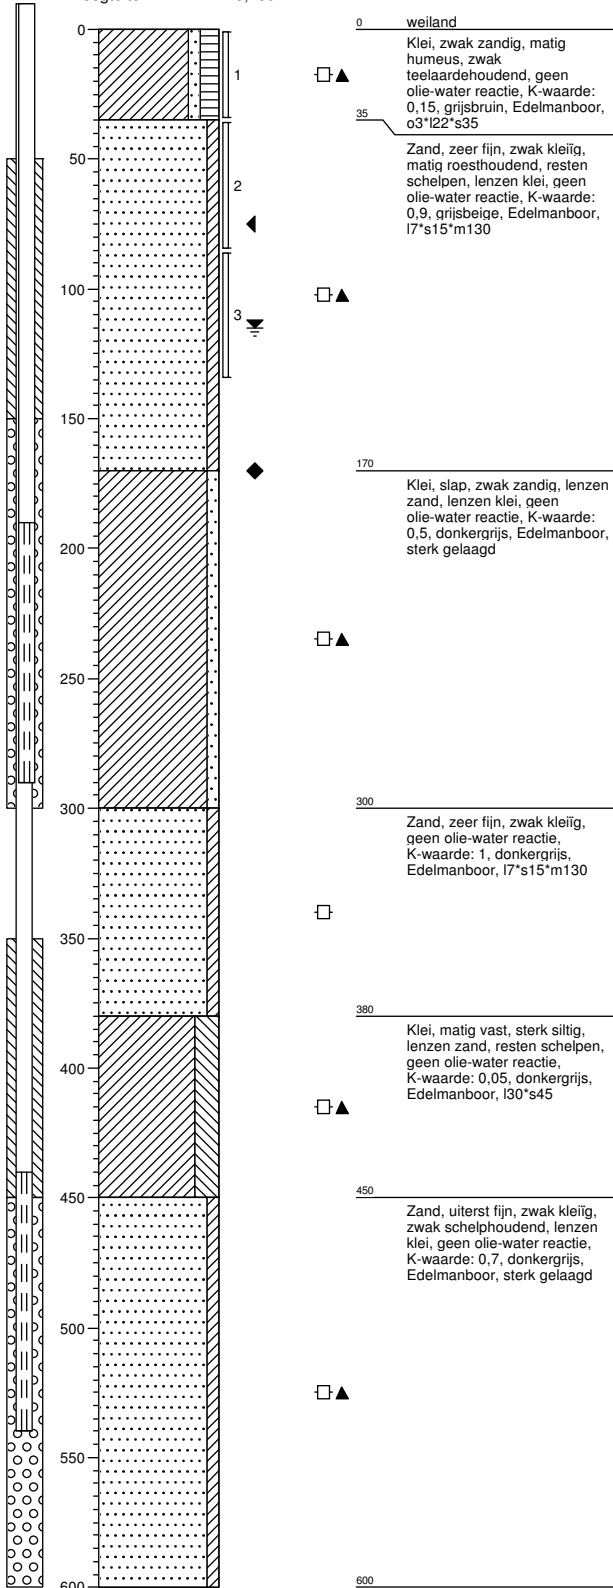 0
50
100
150
200
250
300
350
400
450
500
550
600
1
2
3
0 weiland
Klei, zwak zandig, matig
humeus, zwak
teelaardehoudend, geen
olie-water reactie, K-waarde:
0,15, grijsbruin, Edelmanboor,
o3*l22*s35
35
Zand, zeer fijn, zwak kleiïg,
matig roesthoudend, resten
schelpen, lenzen klei, geen
olie-water reactie, K-waarde:
0,9, grijsbeige, Edelmanboor,
l7*s15*m130
170
Klei, slap, zwak zandig, lenzen
zand, lenzen klei, geen
olie-water reactie, K-waarde:
0,5, donkergrijs, Edelmanboor,
sterk gelaagd
300
Zand, zeer fijn, zwak kleiïg,
geen olie-water reactie,
K-waarde: 1, donkergrijs,
Edelmanboor, l7*s15*m130
380
Klei, matig vast, sterk siltig,
lenzen zand, resten schelpen,
geen olie-water reactie,
K-waarde: 0,05, donkergrijs,
Edelmanboor, l30*s45
450
Zand, uiterst fijn, zwak kleiïg,
zwak schelphoudend, lenzen
klei, geen olie-water reactie,
K-waarde: 0,7, donkergrijs,
Edelmanboor, sterk gelaagd
600